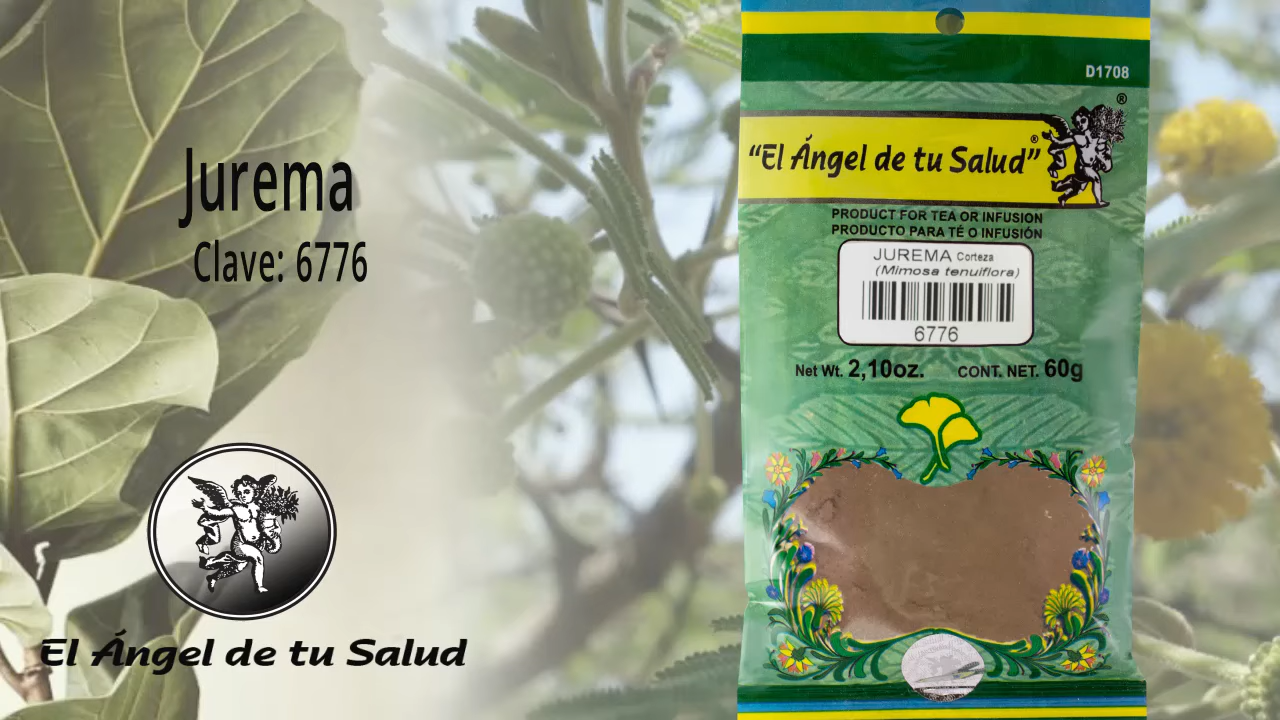 Jurema
Clave: 6776
El Ángel de tu Salud
D1708
®
"El Ángel de tu Salud"®
PRODUCT FOR TEA OR INFUSION
PRODUCTO PARA TÉ O INFUSIÓN
JUREMA Corteza
(Mimosa tenuiflora)
6776
Net Wt. 2,10oz. CONT. NET. 60g